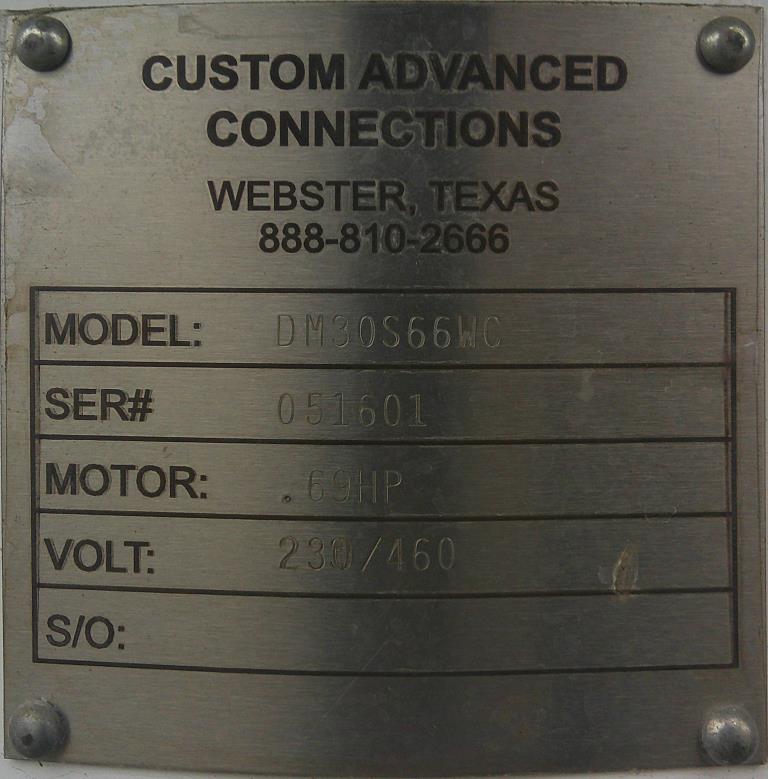 CUSTOM ADVANCED
CONNECTIONS
WEBSTER, TEXAS
888-810-2666
MODEL: DM30S66WC
SER# 051601
MOTOR: .69HP
VOLT: 230/460
S/O: